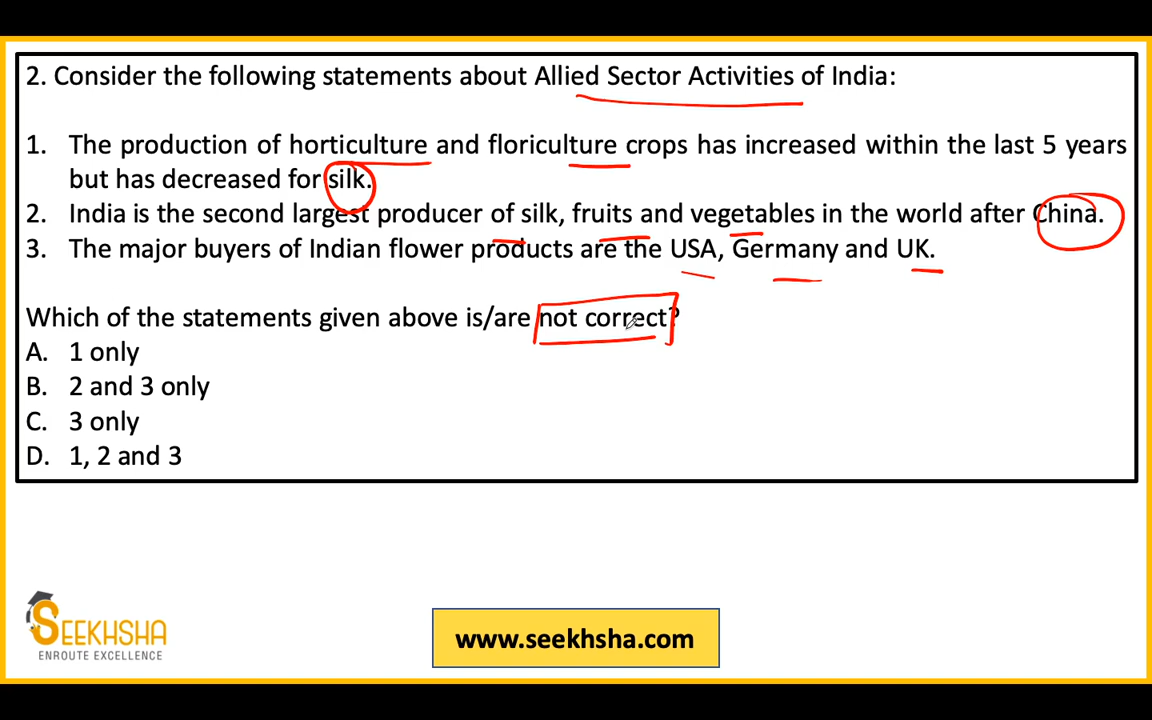 2. Consider the following statements about Allied Sector Activities of India:
1. The production of horticulture and floriculture crops has increased within the last 5 years
but has decreased for silk.
2. India is the second largest producer of silk, fruits and vegetables in the world after China.
3. The major buyers of Indian flower products are the USA, Germany and UK.
Which of the statements given above is/are not correct?
A. 1 only
B. 2 and 3 only
C. 3 only
D. 1, 2 and 3
SEEKHSHA
ENROUTE EXCELLENCE
www.seekhsha.com